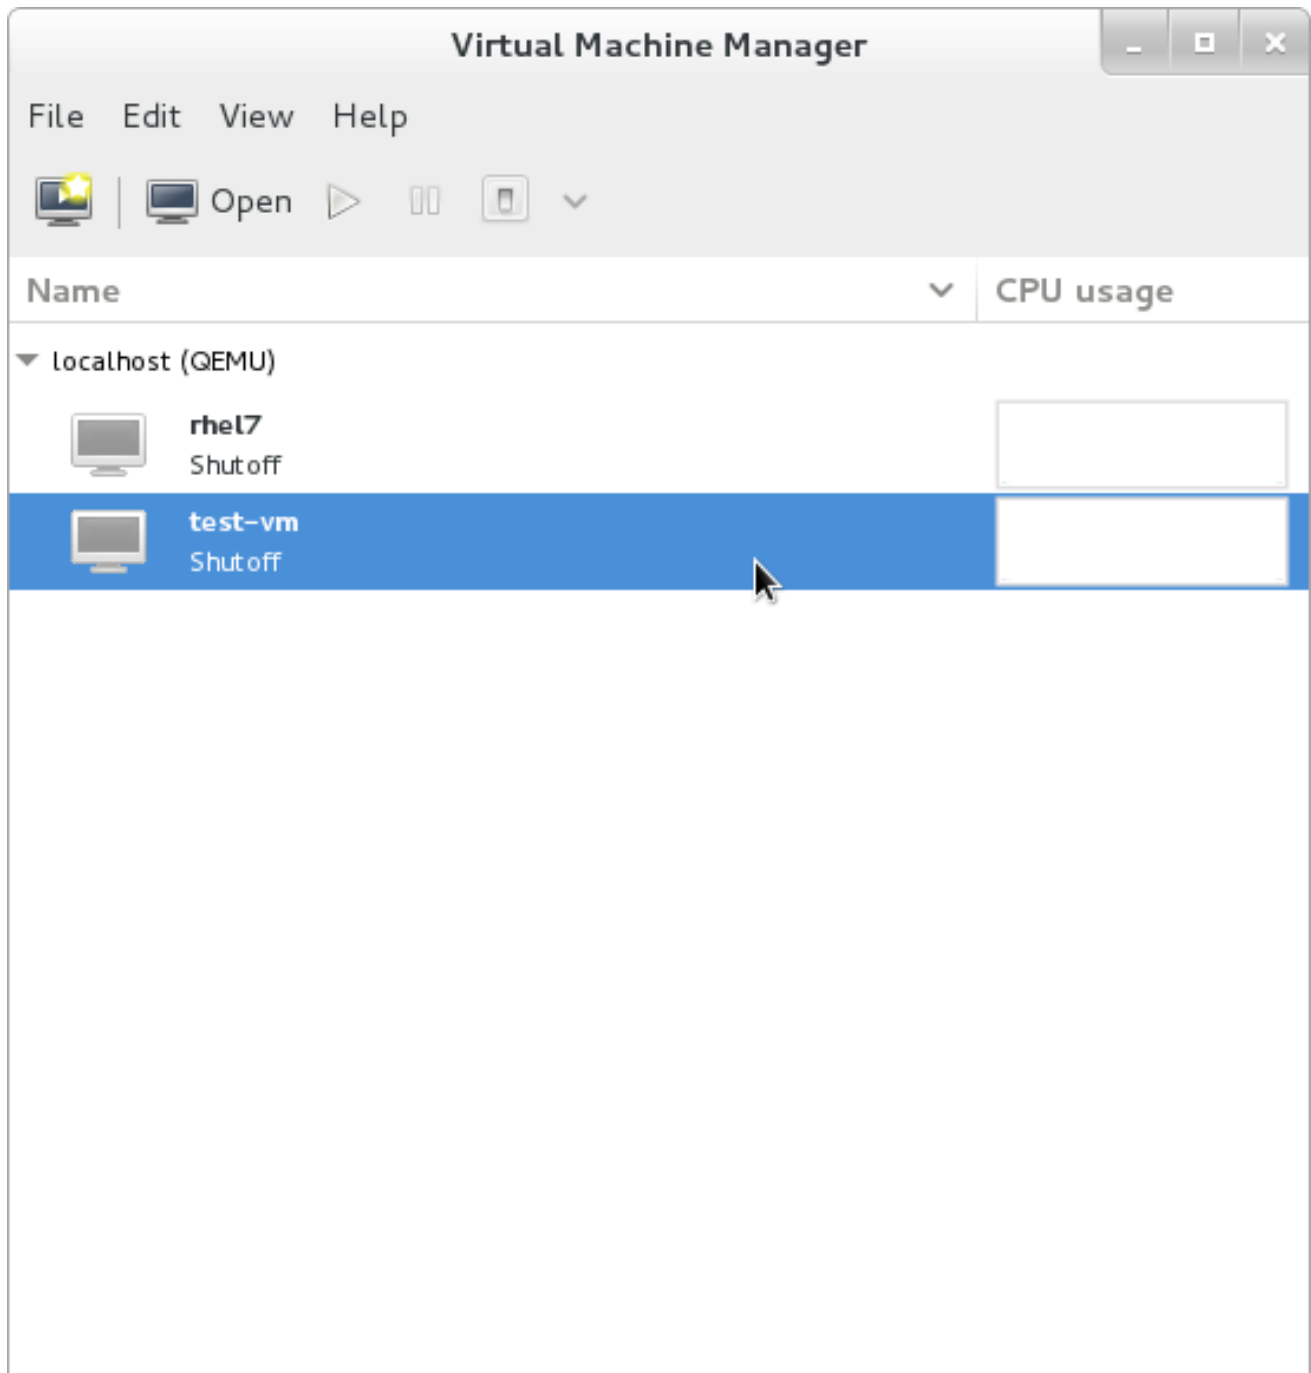 Virtual Machine Manager
File Edit View Help
Open
Name CPU usage
localhost (QEMU)
rhel7
Shutoff
test-vm
Shutoff